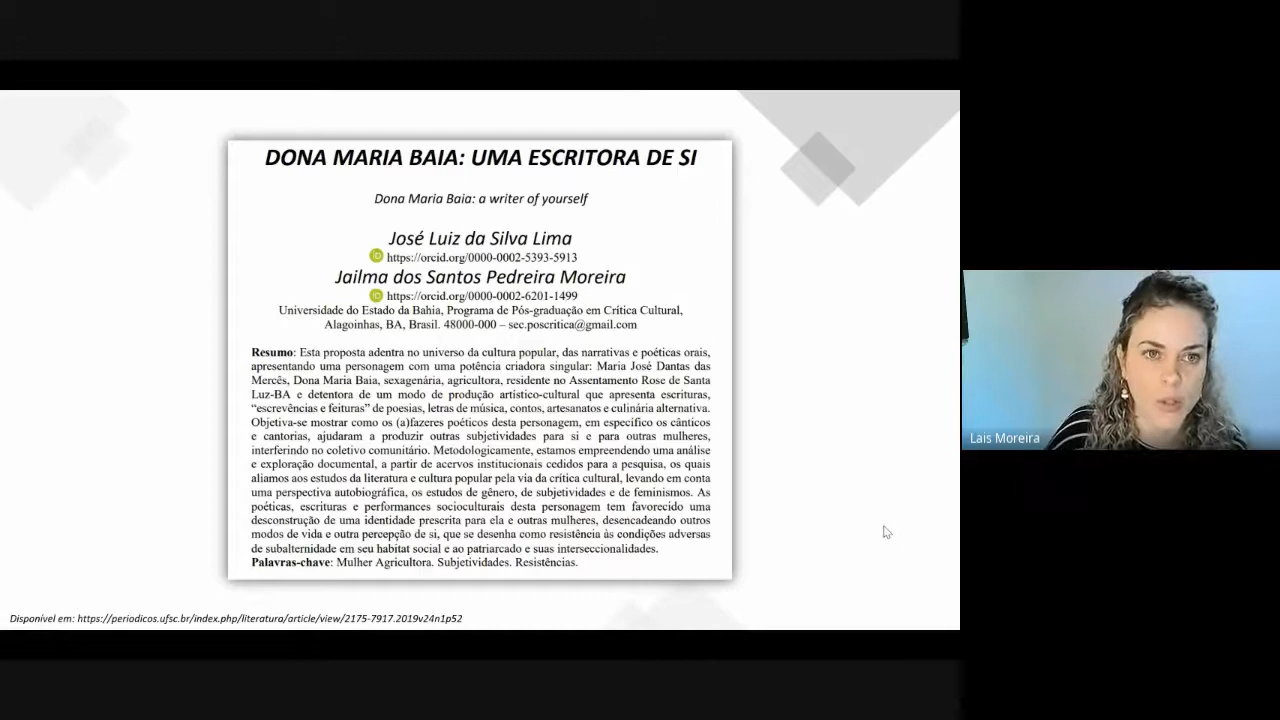 DONA MARIA BAIA: UMA ESCRITORA DE SI
Dona Maria Baia: a writer of yourself
José Luiz da Silva Lima
iD https://orcid.org/0000-0002-5393-5913
Jailma dos Santos Pedreira Moreira
iD https://orcid.org/0000-0002-6201-1499
Universidade do Estado da Bahia, Programa de Pós-graduação em Crítica Cultural,
Alagoinhas, BA, Brasil. 48000-000 – sec.poscritica@gmail.com
Resumo: Esta proposta adentra no universo da cultura popular, das narrativas e poéticas orais,
apresentando uma personagem com uma potência criadora singular: Maria José Dantas das
Mercês, Dona Maria Baia, sexagenária, agricultora, residente no Assentamento Rose de Santa
Luz-BA e detentora de um modo de produção artístico-cultural que apresenta escrituras,
“escrevências e feituras” de poesias, letras de música, contos, artesanatos e culinária alternativa.
Objetiva-se mostrar como os (a)fazeres poéticos desta personagem, em específico os cânticos
e cantorias, ajudaram a produzir outras subjetividades para si e para outras mulheres,
interferindo no coletivo comunitário. Metodologicamente, estamos empreendendo uma análise
e exploração documental, a partir de acervos institucionais cedidos para a pesquisa, os quais
aliamos aos estudos da literatura e cultura popular pela via da crítica cultural, levando em conta
uma perspectiva autobiográfica, os estudos de gênero, de subjetividades e de feminismos. As
poéticas, escrituras e performances socioculturais desta personagem tem favorecido uma
desconstrução de uma identidade prescrita para ela e outras mulheres, desencadeando outros
modos de vida e outra percepção de si, que se desenha como resistência às condições adversas
de subalternidade em seu habitat social e ao patriarcado e suas interseccionalidades.
Palavras-chave: Mulher Agricultora. Subjetividades. Resistências.
Disponível em: https://periodicos.ufsc.br/index.php/literatura/article/view/2175-7917.2019v24n1p52
Lais Moreira